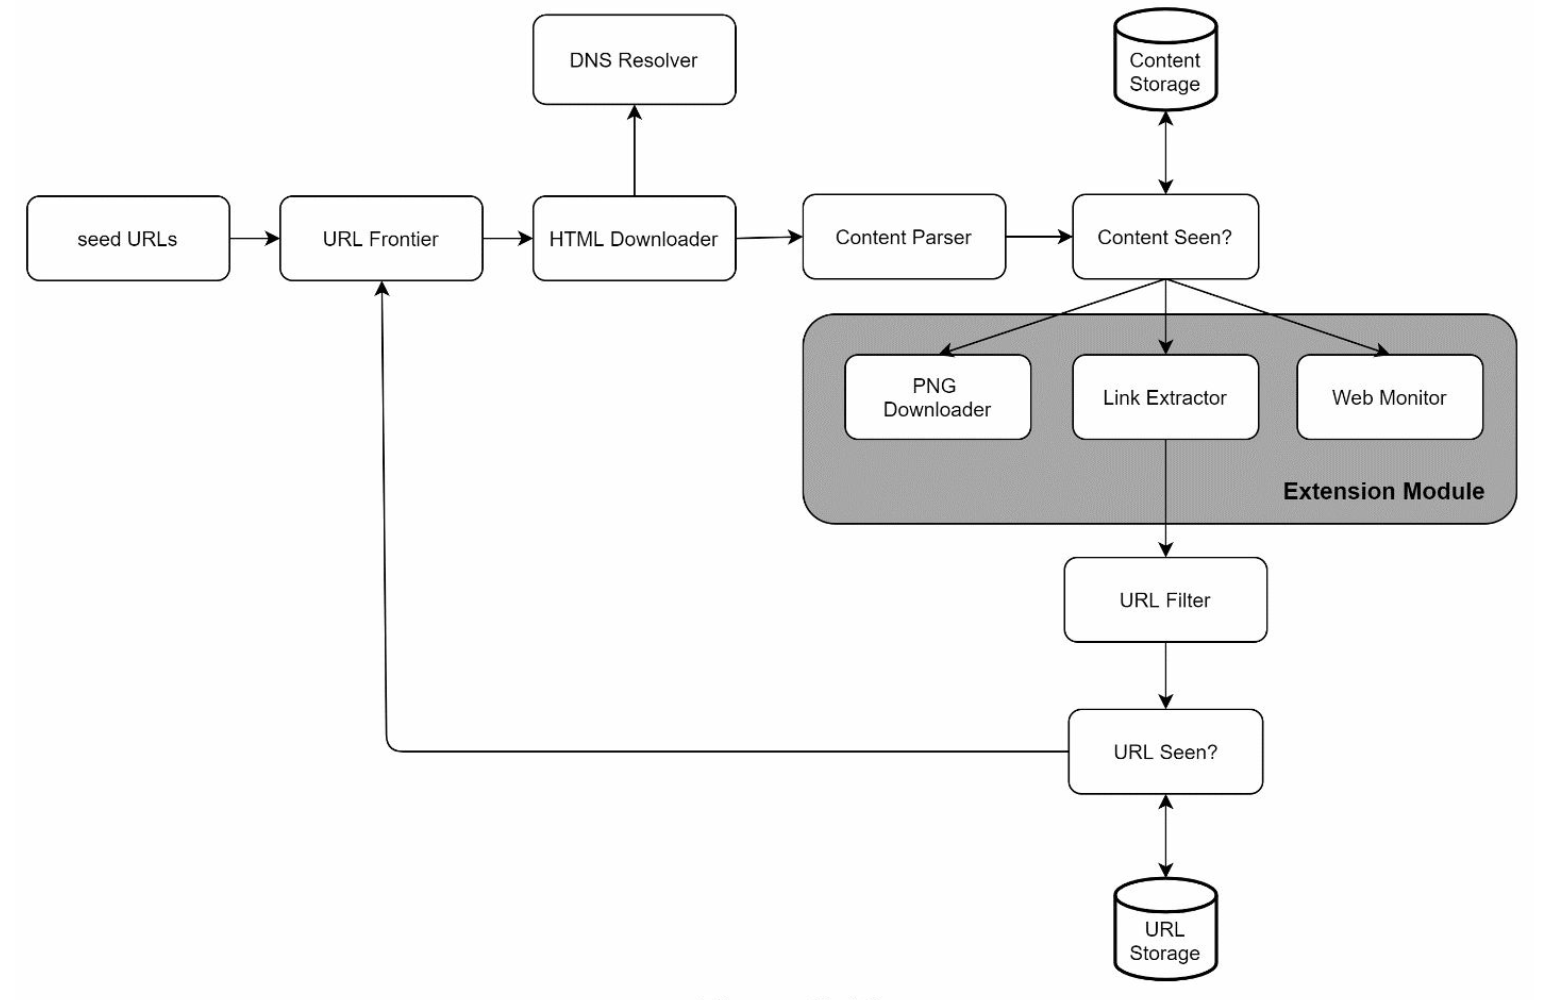 DNS Resolver
Content
Storage
seed URLs
URL Frontier
HTML Downloader
Content Parser
Content Seen?
PNG
Downloader
Link Extractor
Web Monitor
Extension Module
URL Filter
URL Seen?
URL
Storage